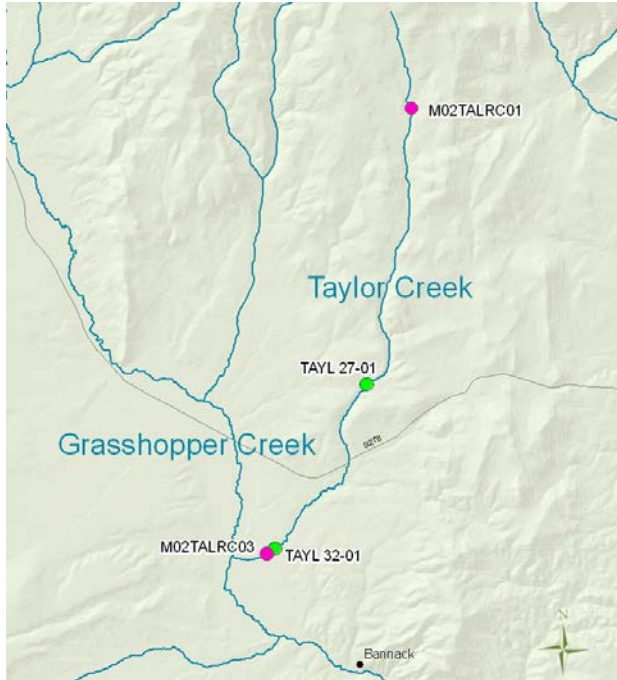 M02TALRC01
Taylor Creek
TAYL 27-01
Grasshopper Creek
M02TALRC03
TAYL 32-01
N
Bannack